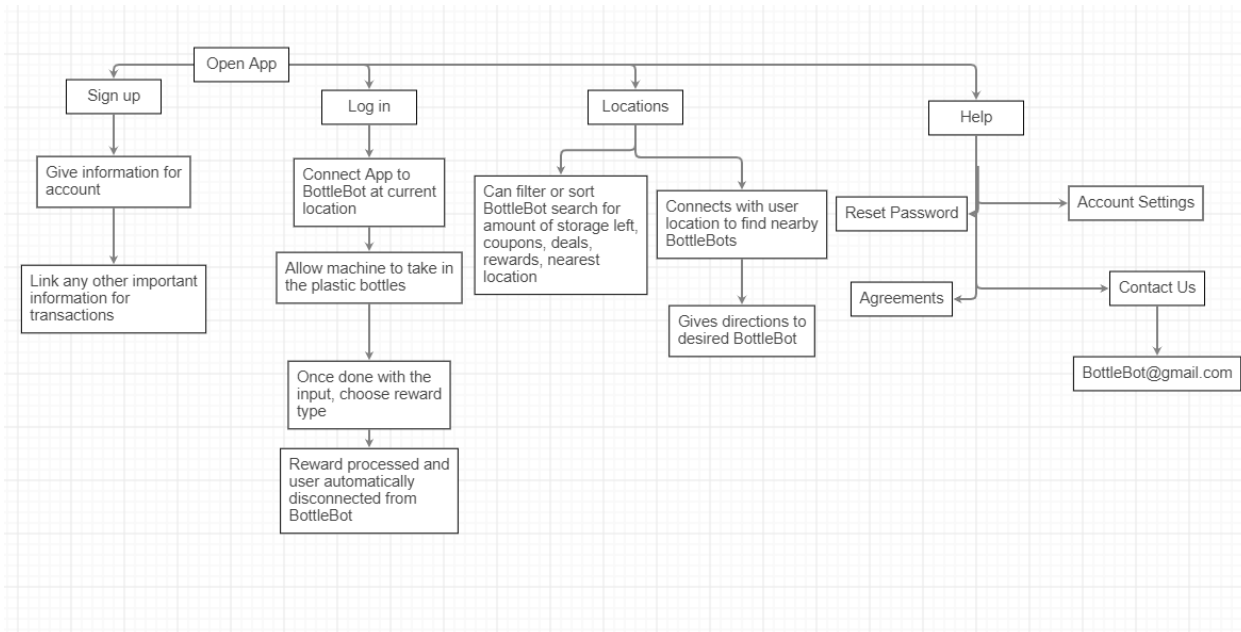 Open App
Sign up
Log in
Locations
Help
Give information for
account
Connect App to
BottleBot at current
location
Can filter or sort
BottleBot search for
amount of storage left,
coupons, deals,
rewards, nearest
location
Connects with user
location to find nearby
BottleBots
Reset Password
Account Settings
Link any other important
information for
transactions
Allow machine to take in
the plastic bottles
Gives directions to
desired BottleBot
Agreements
Contact Us
Once done with the
input, choose reward
type
BottleBot@gmail.com
Reward processed and
user automatically
disconnected from
BottleBot